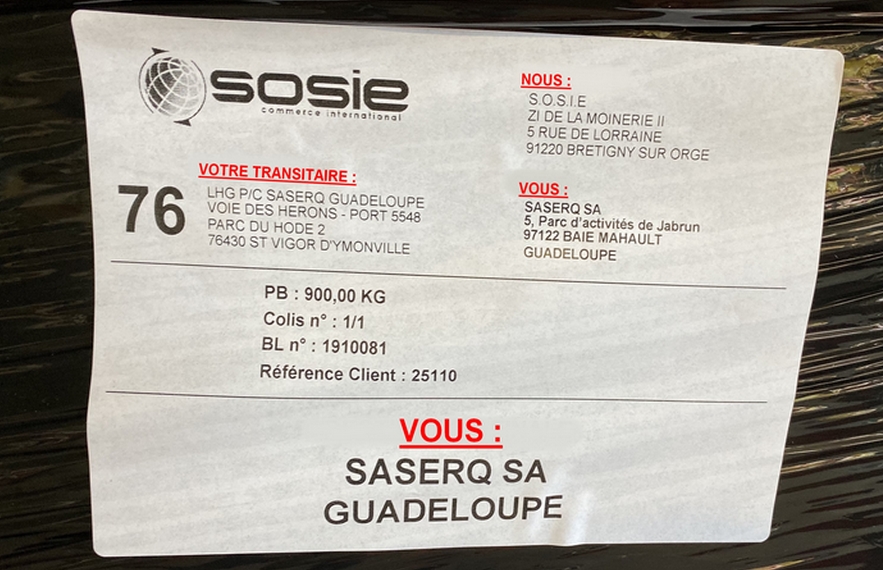 sosie
commerce international
NOUS :
S.O.S.I.E
ZI DE LA MOINERIE II
5 RUE DE LORRAINE
91220 BRETIGNY SUR ORGE
VOTRE TRANSITAIRE :
76
LHG P/C SASERQ GUADELOUPE
VOIE DES HERONS - PORT 5548
PARC DU HODE 2
76430 ST VIGOR D'YMONVILLE
VOUS :
SASERQ SA
5, Parc d'activités de Jabrun
97122 BAIE MAHAULT
GUADELOUPE
PB : 900,00 KG
Colis n° : 1/1
BL n° : 1910081
Référence Client : 25110
VOUS :
SASERQ SA
GUADELOUPE